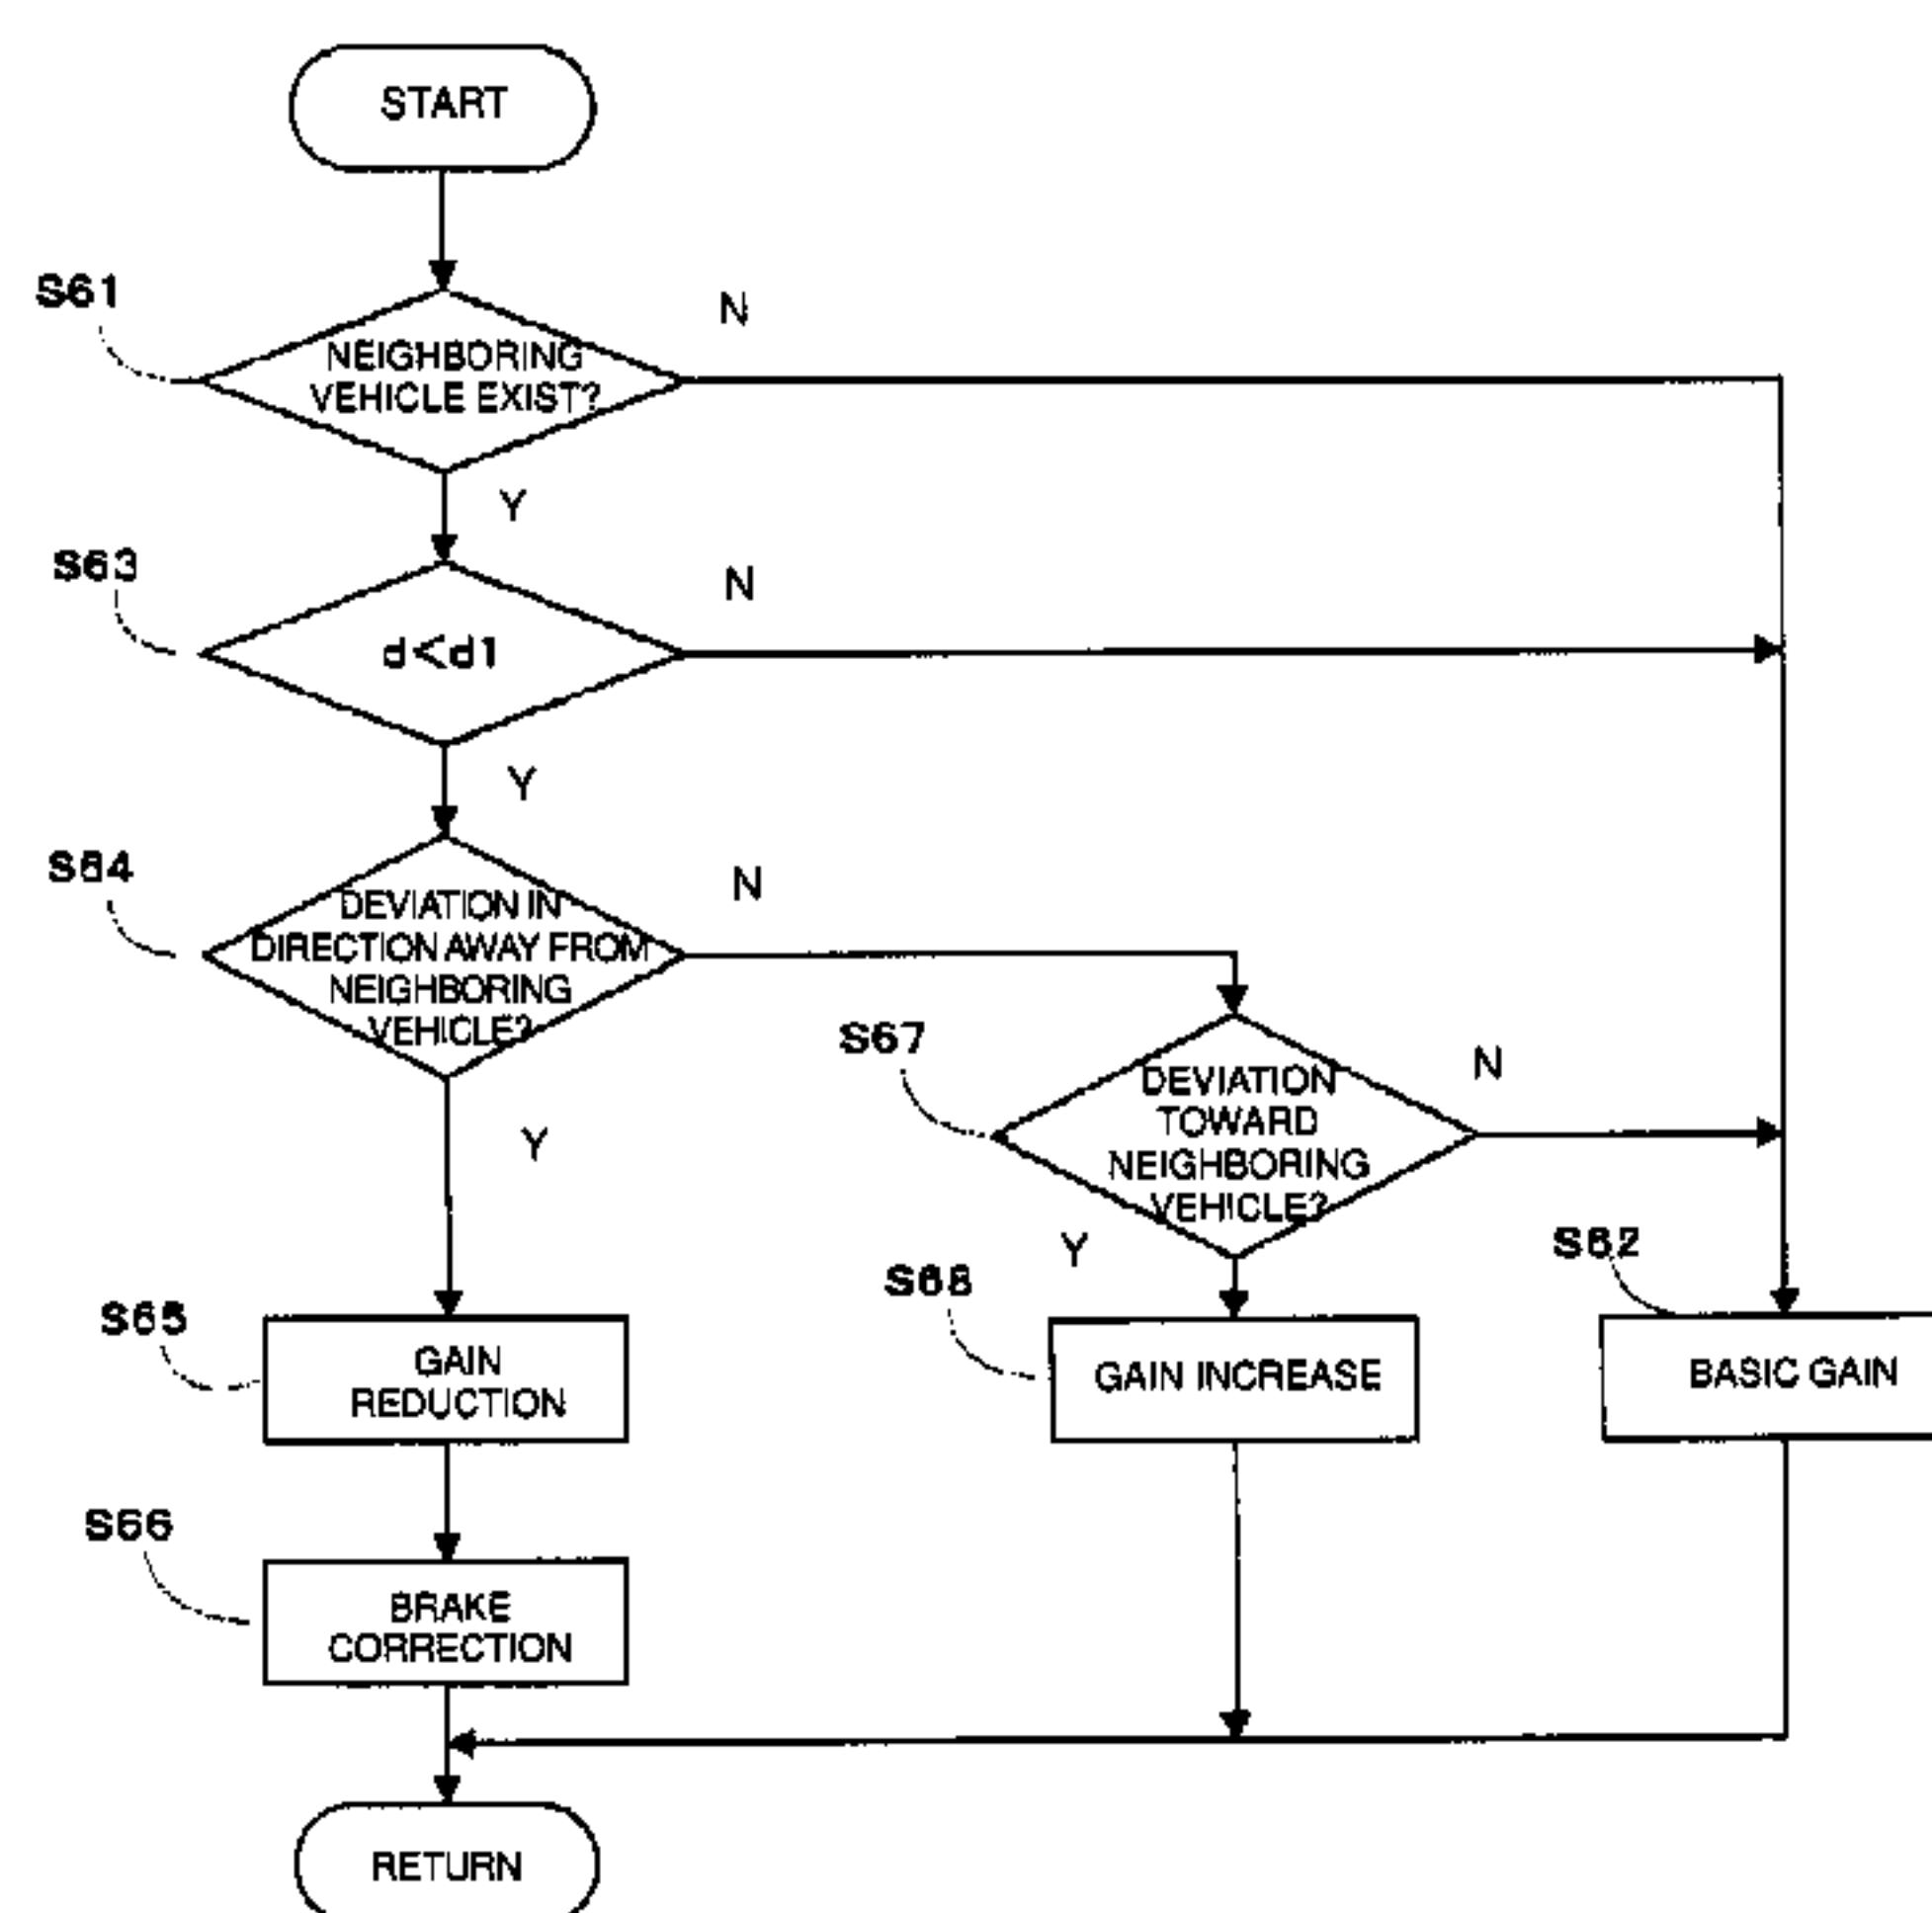 START
S61
NEIGHBORING
VEHICLE EXIST?
N
Y
S63
d<d1
N
Y
S64
DEVIATION IN
DIRECTION AWAY FROM
NEIGHBORING
VEHICLE?
N
Y
S67
DEVIATION
TOWARD
NEIGHBORING
VEHICLE?
N
Y
S65
GAIN
REDUCTION
S68
GAIN INCREASE
S62
BASIC GAIN
S66
BRAKE
CORRECTION
RETURN